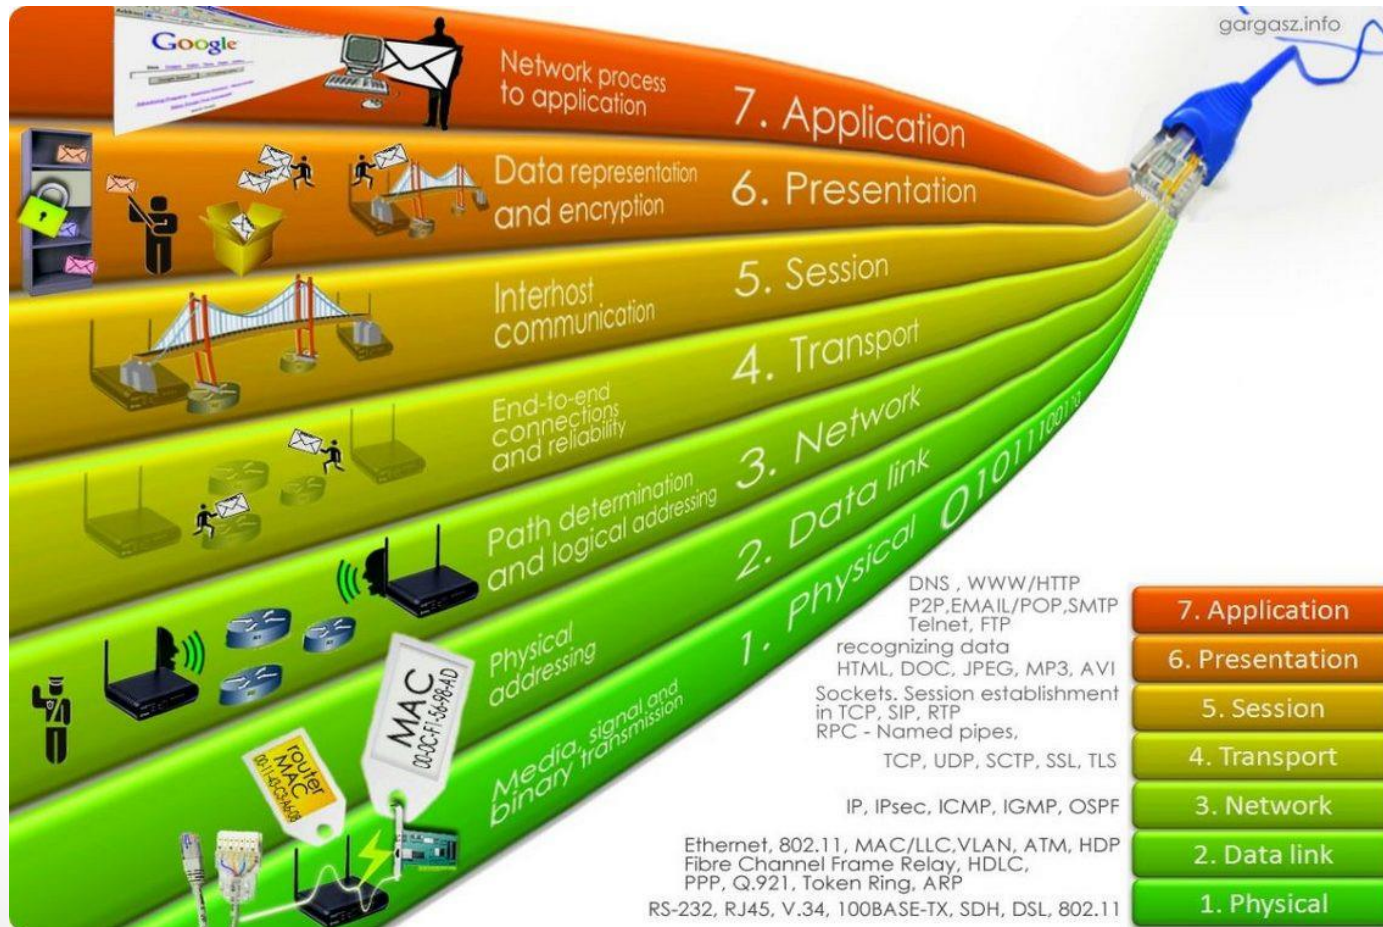 gargasz.info
Google
Network process
to application
7. Application
Data representation
and encryption
6. Presentation
Interhost
communication
5. Session
End-to-end
connections
and reliability
4. Transport
Path determination
and logical addressing
3. Network
Physical
addressing
2. Data link
Media, signal and
binary transmission
1. Physical
MAC
00-0C-F1-56-98-AD
router
MAC
DNS , WWW/HTTP
P2P,EMAIL/POP,SMTP
Telnet, FTP
7. Application
recognizing data
HTML, DOC, JPEG, MP3, AVI
6. Presentation
Sockets. Session establishment
in TCP, SIP, RTP
RPC - Named pipes,
5. Session
TCP, UDP, SCTP, SSL, TLS
4. Transport
IP, IPsec, ICMP, IGMP, OSPF
3. Network
Ethernet, 802.11, MAC/LLC,VLAN, ATM, HDP
Fibre Channel Frame Relay, HDLC,
PPP, Q.921, Token Ring, ARP
2. Data link
RS-232, RJ45, V.34, 100BASE-TX, SDH, DSL, 802.11
1. Physical